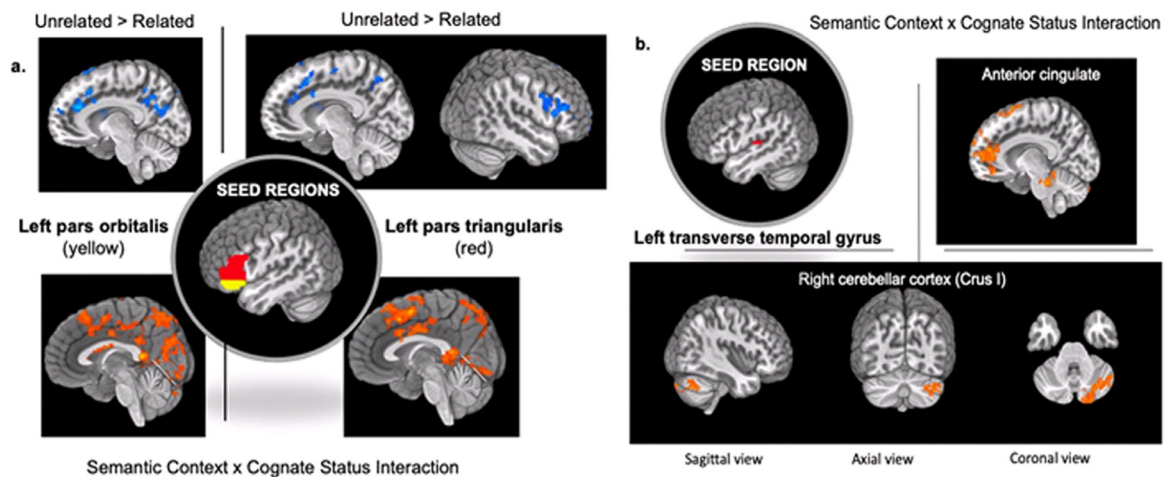 Unrelated > Related
Unrelated > Related
a.
SEED REGIONS
Left pars orbitalis
(yellow)
Left pars triangularis
(red)
Semantic Context x Cognate Status Interaction
Semantic Context x Cognate Status Interaction
b.
SEED REGION
Anterior cingulate
Left transverse temporal gyrus
Right cerebellar cortex (Crus I)
Sagittal view
Axial view
Coronal view